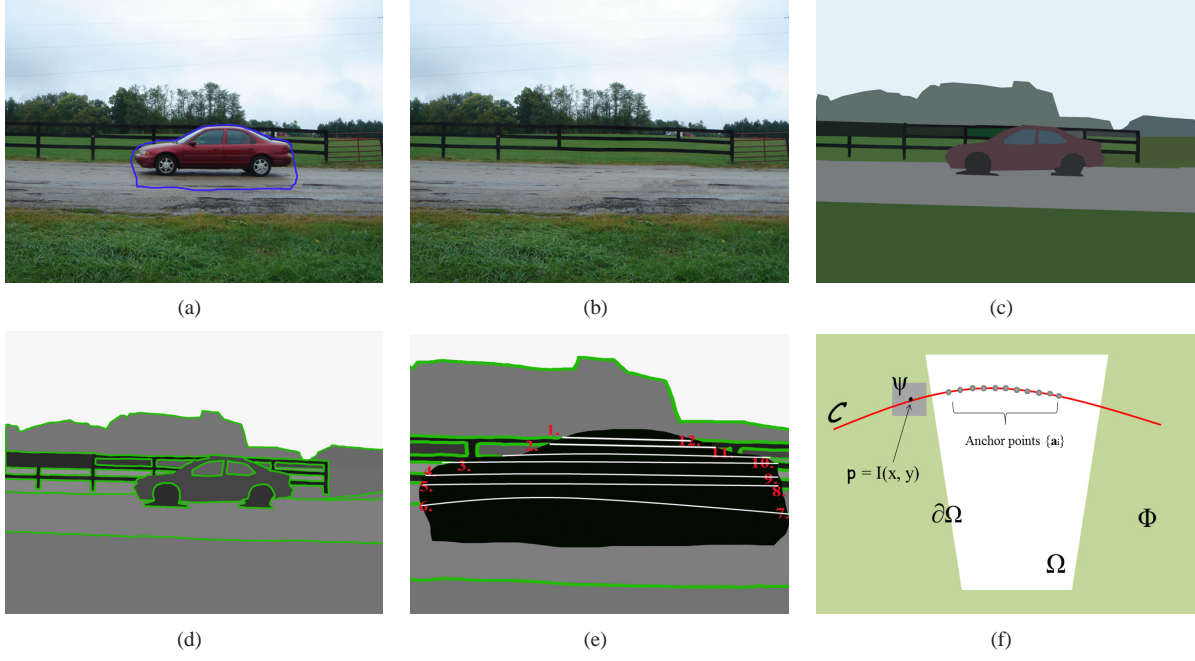 (a)
(b)
(c)
1.
2.
3.
4.
5.
6.
12.
11.
10.
9.
8.
7.
Ψ
C
Anchor points {aᵢ}
p = I(x, y)
∂Ω
Φ
Ω
(d)
(e)
(f)